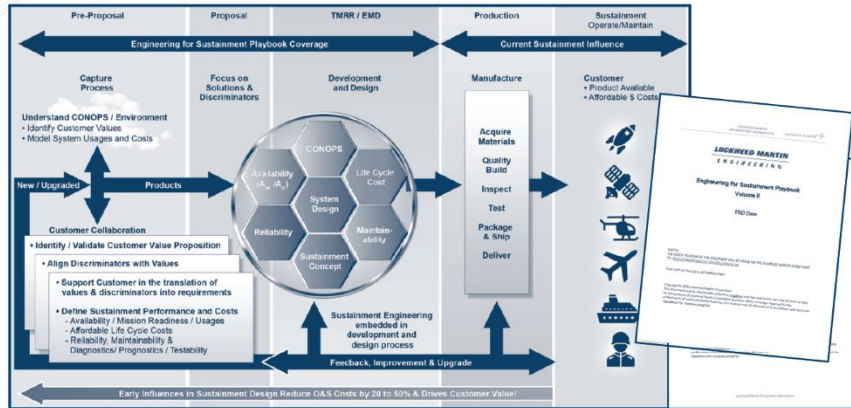 Pre-Proposal
Proposal
TMRR / EMD
Production
Sustainment
Operate/Maintain
Engineering for Sustainment Playbook Coverage
Current Sustainment Influence
Capture
Process
Focus on
Solutions &
Discriminators
Development
and Design
Manufacture
Customer
• Product Available
• Affordable $ Costs
Understand CONOPS / Environment
• Identify Customer Values
• Model System Usages and Costs
New / Upgraded
Products
Customer Collaboration
• Identify / Validate Customer Value Proposition
• Align Discriminators with Values
• Support Customer in the translation of
values & discriminators into requirements
• Define Sustainment Performance and Costs
- Availability / Mission Readiness / Usages
- Affordable Life Cycle Costs
- Reliability, Maintainability &
Diagnostics/ Prognostics / Testability
CONOPS
Availability
Life Cycle
Cost
System
Design
Reliability
Maintain-
ability
Sustainment
Concept
Acquire
Materials
Quality
Build
Inspect
Test
Package
& Ship
Deliver
Sustainment Engineering
embedded in
development and
design process
Feedback, Improvement & Upgrade
Early Influences in Sustainment Design Reduce O&S Costs by 20 to 50% & Drives Customer Value!
LOCKHEED MARTIN
ENGINEERING
Engineering for Sustainment Playbook
Volume II
TBD Date